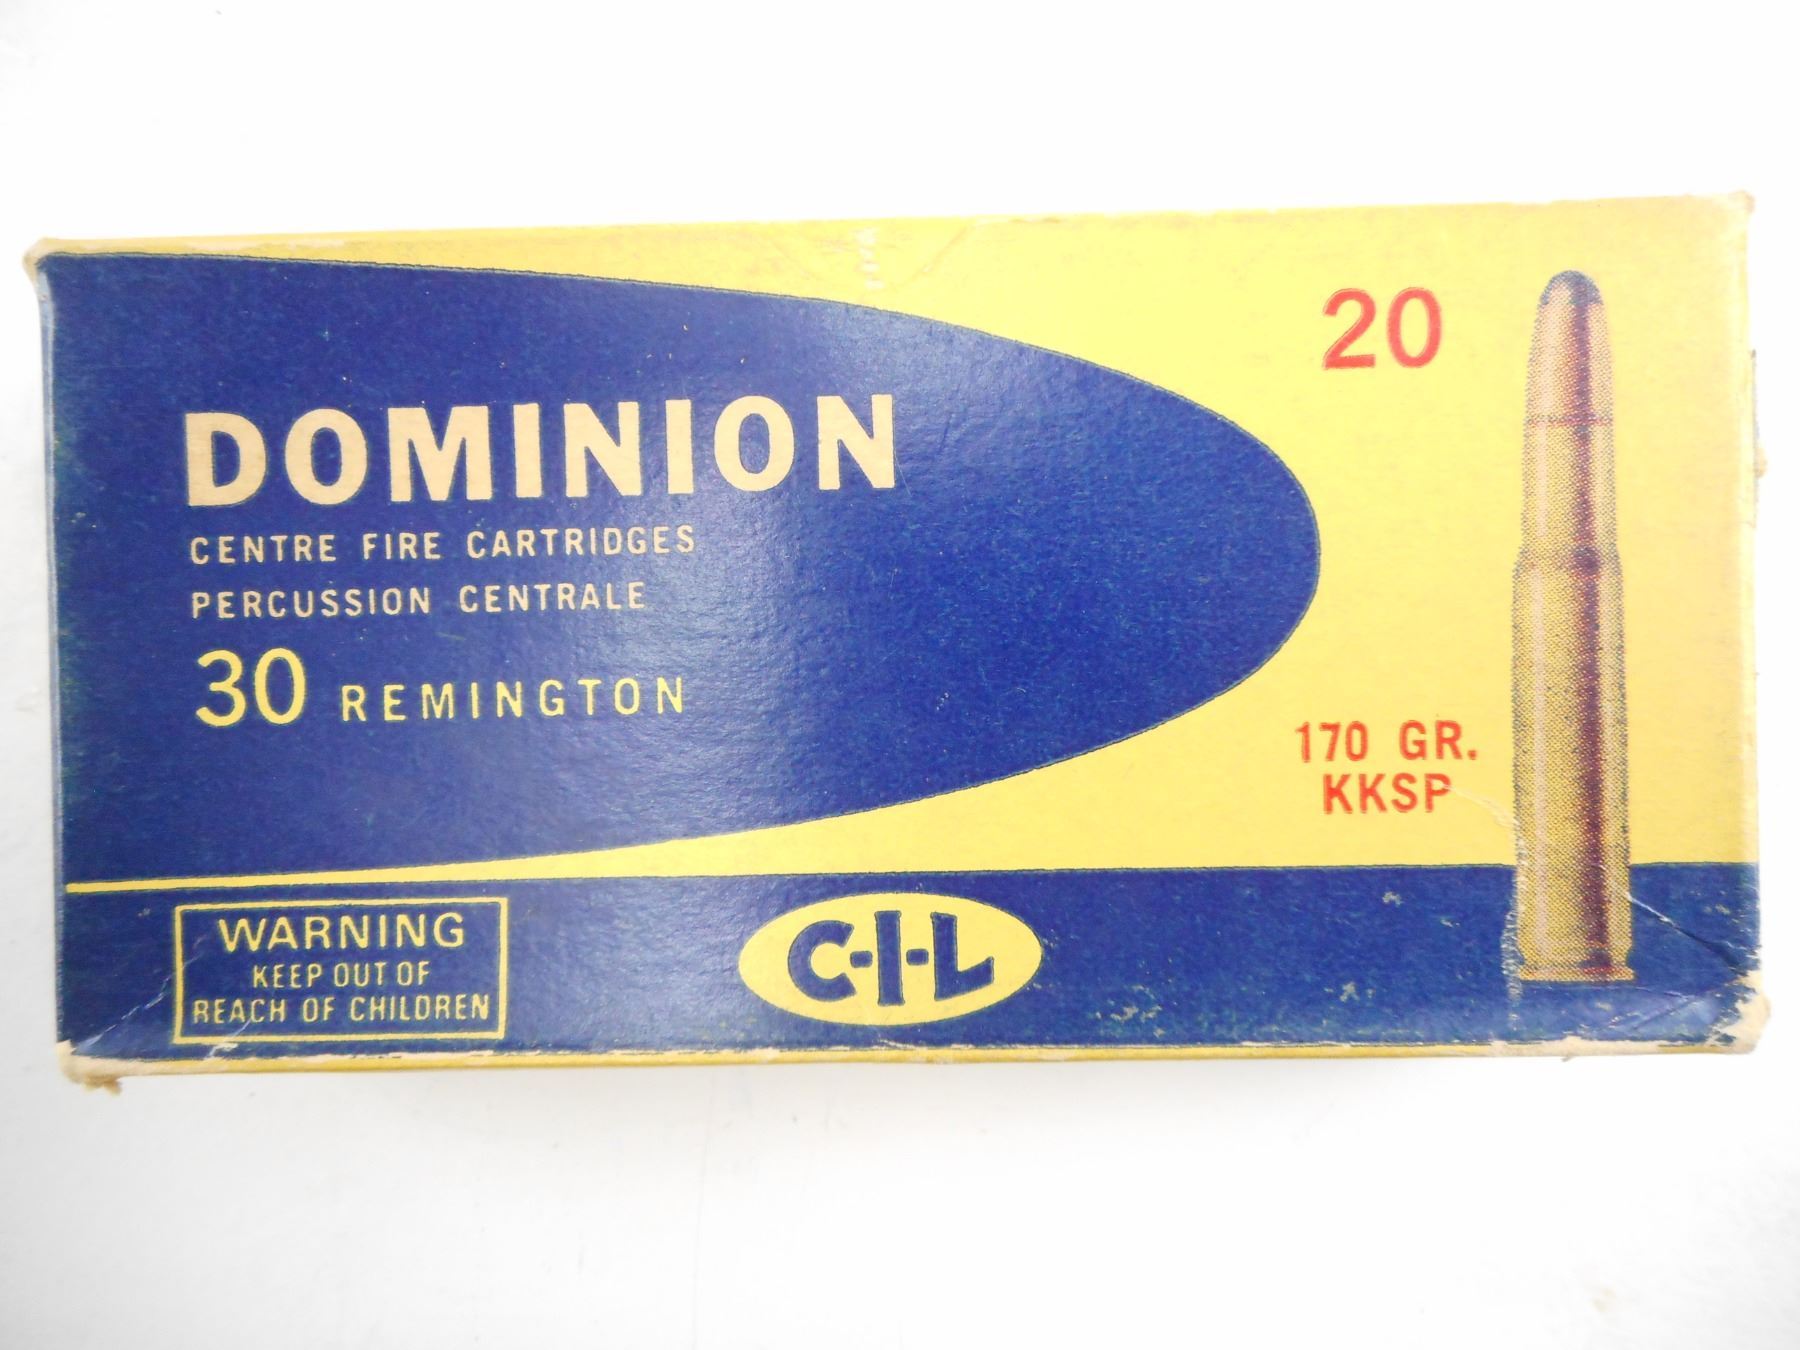 20
DOMINION
CENTRE FIRE CARTRIDGES
PERCUSSION CENTRALE
30 REMINGTON
170 GR.
KKSP
WARNING
KEEP OUT OF
REACH OF CHILDREN
C-I-L